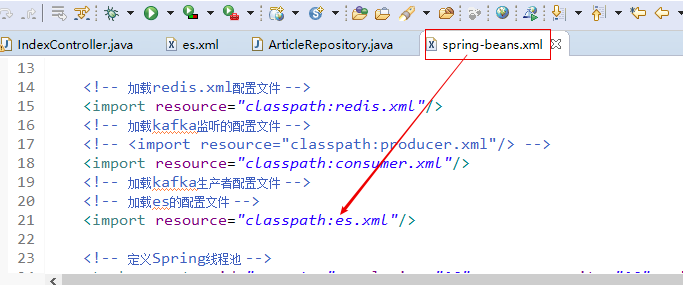 IndexController.java es.xml ArticleRepository.java spring-beans.xml
13
14 <!-- 加载redis.xml配置文件 -->
15 <import resource="classpath:redis.xml"/>
16 <!-- 加载kafka监听的配置文件 -->
17 <!-- <import resource="classpath:producer.xml"/> -->
18 <import resource="classpath:consumer.xml"/>
19 <!-- 加载kafka生产者配置文件 -->
20 <!-- 加载es的配置文件 -->
21 <import resource="classpath:es.xml"/>
22
23 <!-- 定义Spring线程池 -->